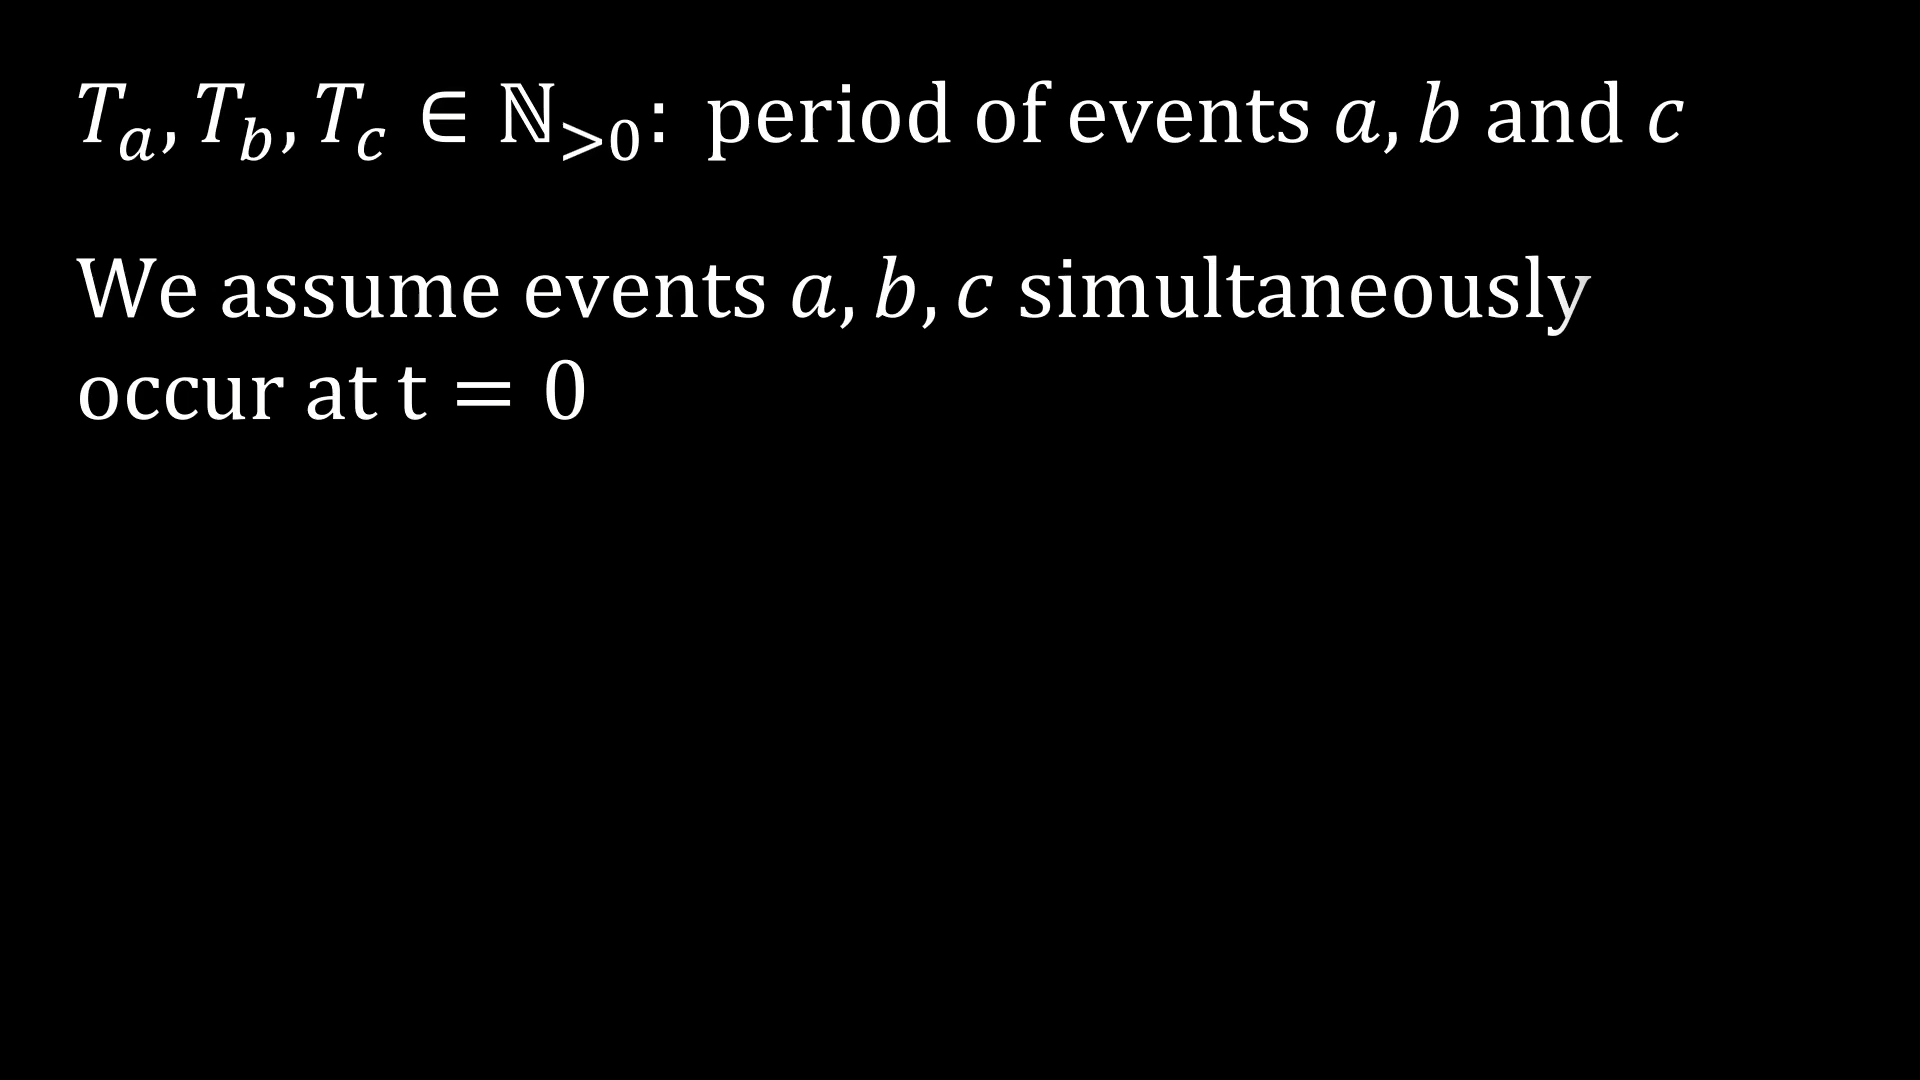 T_a, T_b, T_c ∈ ℕ_{>0}: period of events a, b and c
We assume events a, b, c simultaneously
occur at t = 0